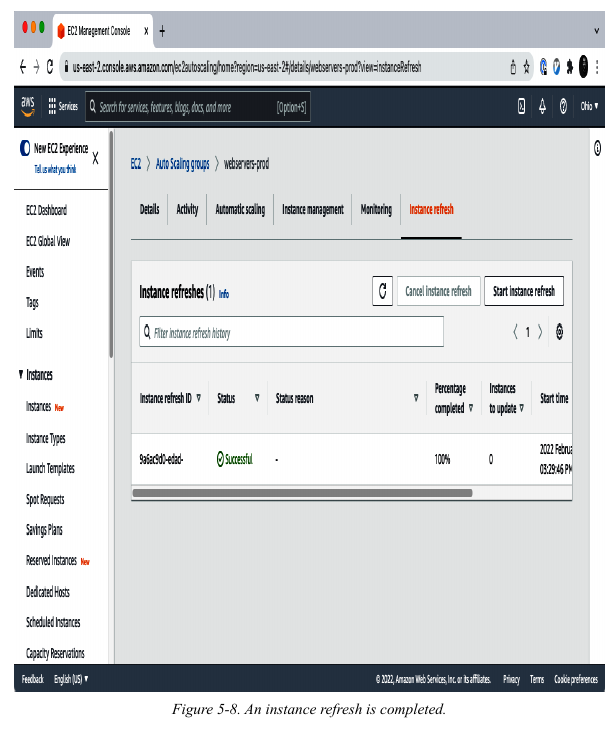 EC2 Management Console
us-east-2.console.aws.amazon.com/ec2autoscaling/home?region=us-east-2#/details/webservers-prod?view=instanceRefresh
aws Services Search for services, features, blogs, docs, and more [Option+S] Ohio
New EC2 Experience
Tell us what you think
X
EC2 Dashboard
EC2 Global View
Events
Tags
Limits
Instances
Instances New
Instance Types
Launch Templates
Spot Requests
Savings Plans
Reserved Instances New
Dedicated Hosts
Scheduled Instances
Capacity Reservations
EC2 > Auto Scaling groups > webservers-prod
Details Activity Automatic scaling Instance management Monitoring Instance refresh
Instance refreshes (1) Info Cancel instance refresh Start instance refresh
Filter instance refresh history
< 1 >
Instance refresh ID Status Status reason Percentage completed Instances to update Start time
9a6ac9d0-edad- Successful - 100% 0 2022 Februa
03:29:46 PM
Feedback English (US) © 2022, Amazon Web Services, Inc. or its affiliates. Privacy Terms Cookie preferences
Figure 5-8. An instance refresh is completed.